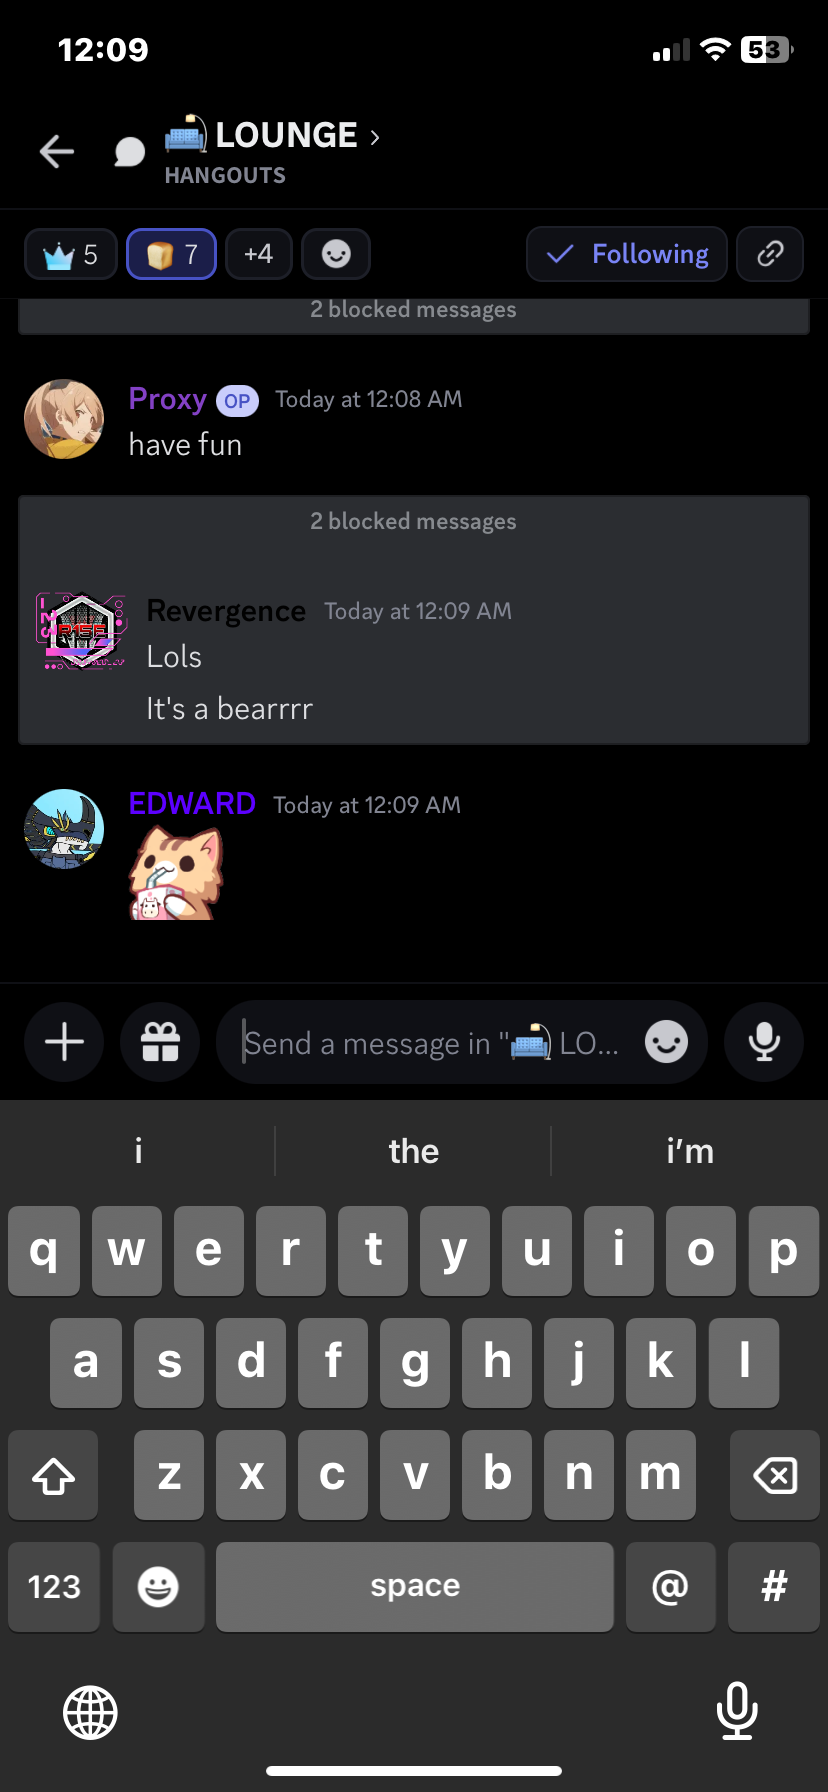 12:09
53
LOUNGE
HANGOUTS
5
7
+4
Following
2 blocked messages
Proxy OP Today at 12:08 AM
have fun
2 blocked messages
Revergence Today at 12:09 AM
Lols
It's a bearrrr
EDWARD Today at 12:09 AM
Send a message in " LO...
i the i'm
q w e r t y u i o p
a s d f g h j k l
z x c v b n m
123 space @ #